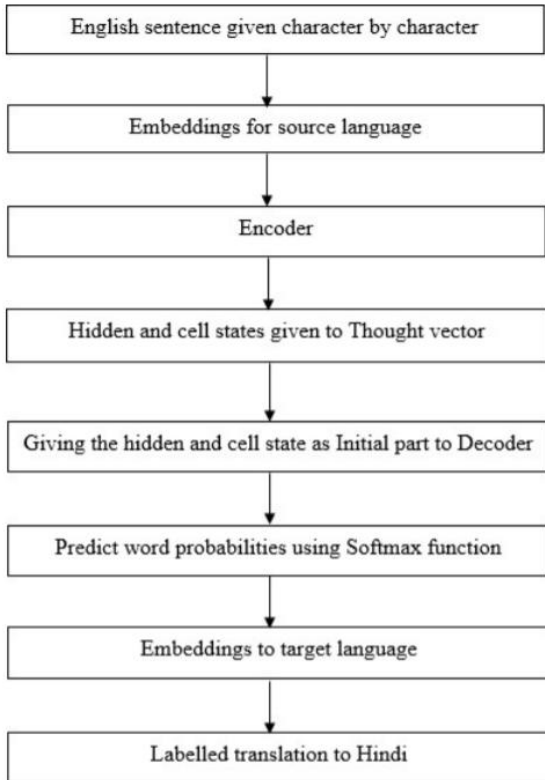 English sentence given character by character
Embeddings for source language
Encoder
Hidden and cell states given to Thought vector
Giving the hidden and cell state as Initial part to Decoder
Predict word probabilities using Softmax function
Embeddings to target language
Labelled translation to Hindi